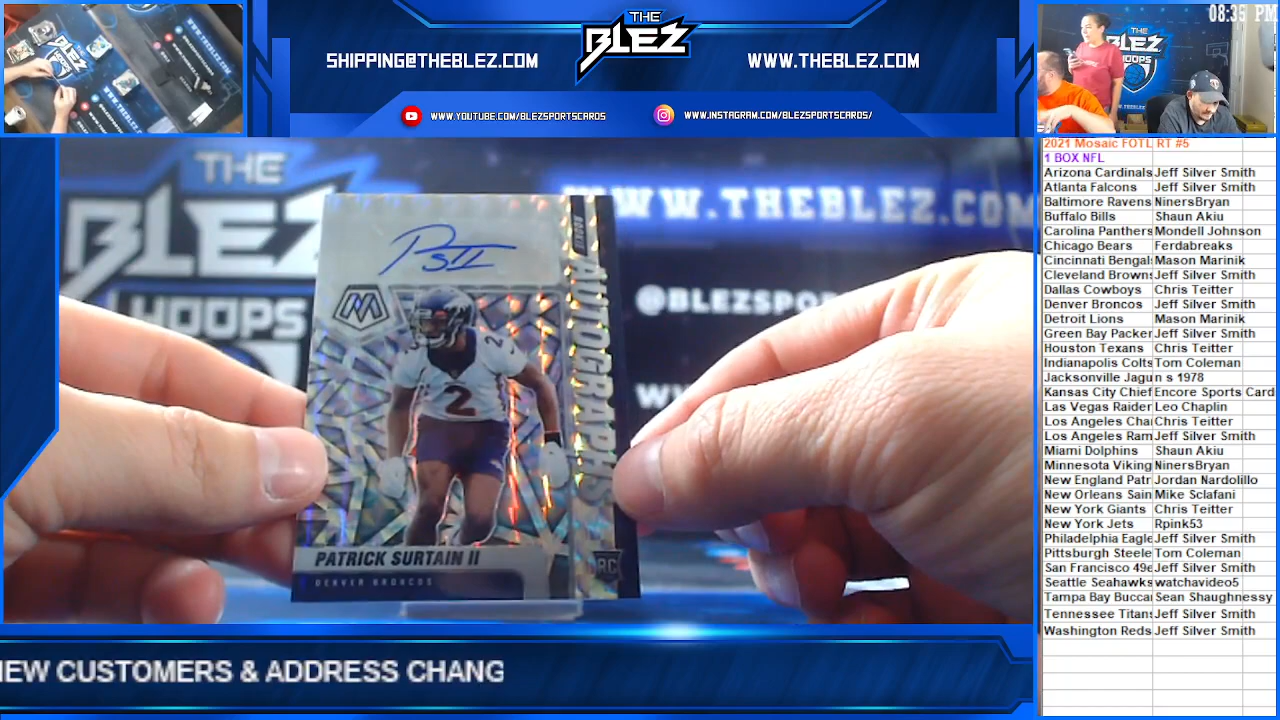 08:35 PM
THE
BLEZ
SHIPPING@THEBLEZ.COM
WWW.THEBLEZ.COM
WWW.YOUTUBE.COM/BLEZSPORTSCARDS
WWW.INSTAGRAM.COM/BLEZSPORTSCARDS/
THE
BLEZ
HOOPS
WWW.THEBLEZ.COM
@BLEZSPO
ROOKIE
AUTOGRAPHS
M
2
PATRICK SURTAIN II
DENVER BRONCOS
RC
2021 Mosaic FOTL RT #5
1 BOX NFL
Arizona Cardinals Jeff Silver Smith
Atlanta Falcons Jeff Silver Smith
Baltimore Ravens NinersBryan
Buffalo Bills Shaun Akiu
Carolina Panthers Mondell Johnson
Chicago Bears Ferdabreaks
Cincinnati Bengals Mason Marinik
Cleveland Browns Jeff Silver Smith
Dallas Cowboys Chris Teitter
Denver Broncos Jeff Silver Smith
Detroit Lions Mason Marinik
Green Bay Packer Jeff Silver Smith
Houston Texans Chris Teitter
Indianapolis Colts Tom Coleman
Jacksonville Jagu n s 1978
Kansas City Chief Encore Sports Card
Las Vegas Raider Leo Chaplin
Los Angeles Cha Chris Teitter
Los Angeles Ram Jeff Silver Smith
Miami Dolphins Shaun Akiu
Minnesota Viking NinersBryan
New England Patr Jordan Nardolillo
New Orleans Sain Mike Sclafani
New York Giants Chris Teitter
New York Jets Rpink53
Philadelphia Eagle Jeff Silver Smith
Pittsburgh Steele Tom Coleman
San Francisco 49e Jeff Silver Smith
Seattle Seahawks watchavideo5
Tampa Bay Bucca Sean Shaughnessy
Tennessee Titans Jeff Silver Smith
Washington Reds Jeff Silver Smith
NEW CUSTOMERS & ADDRESS CHANG